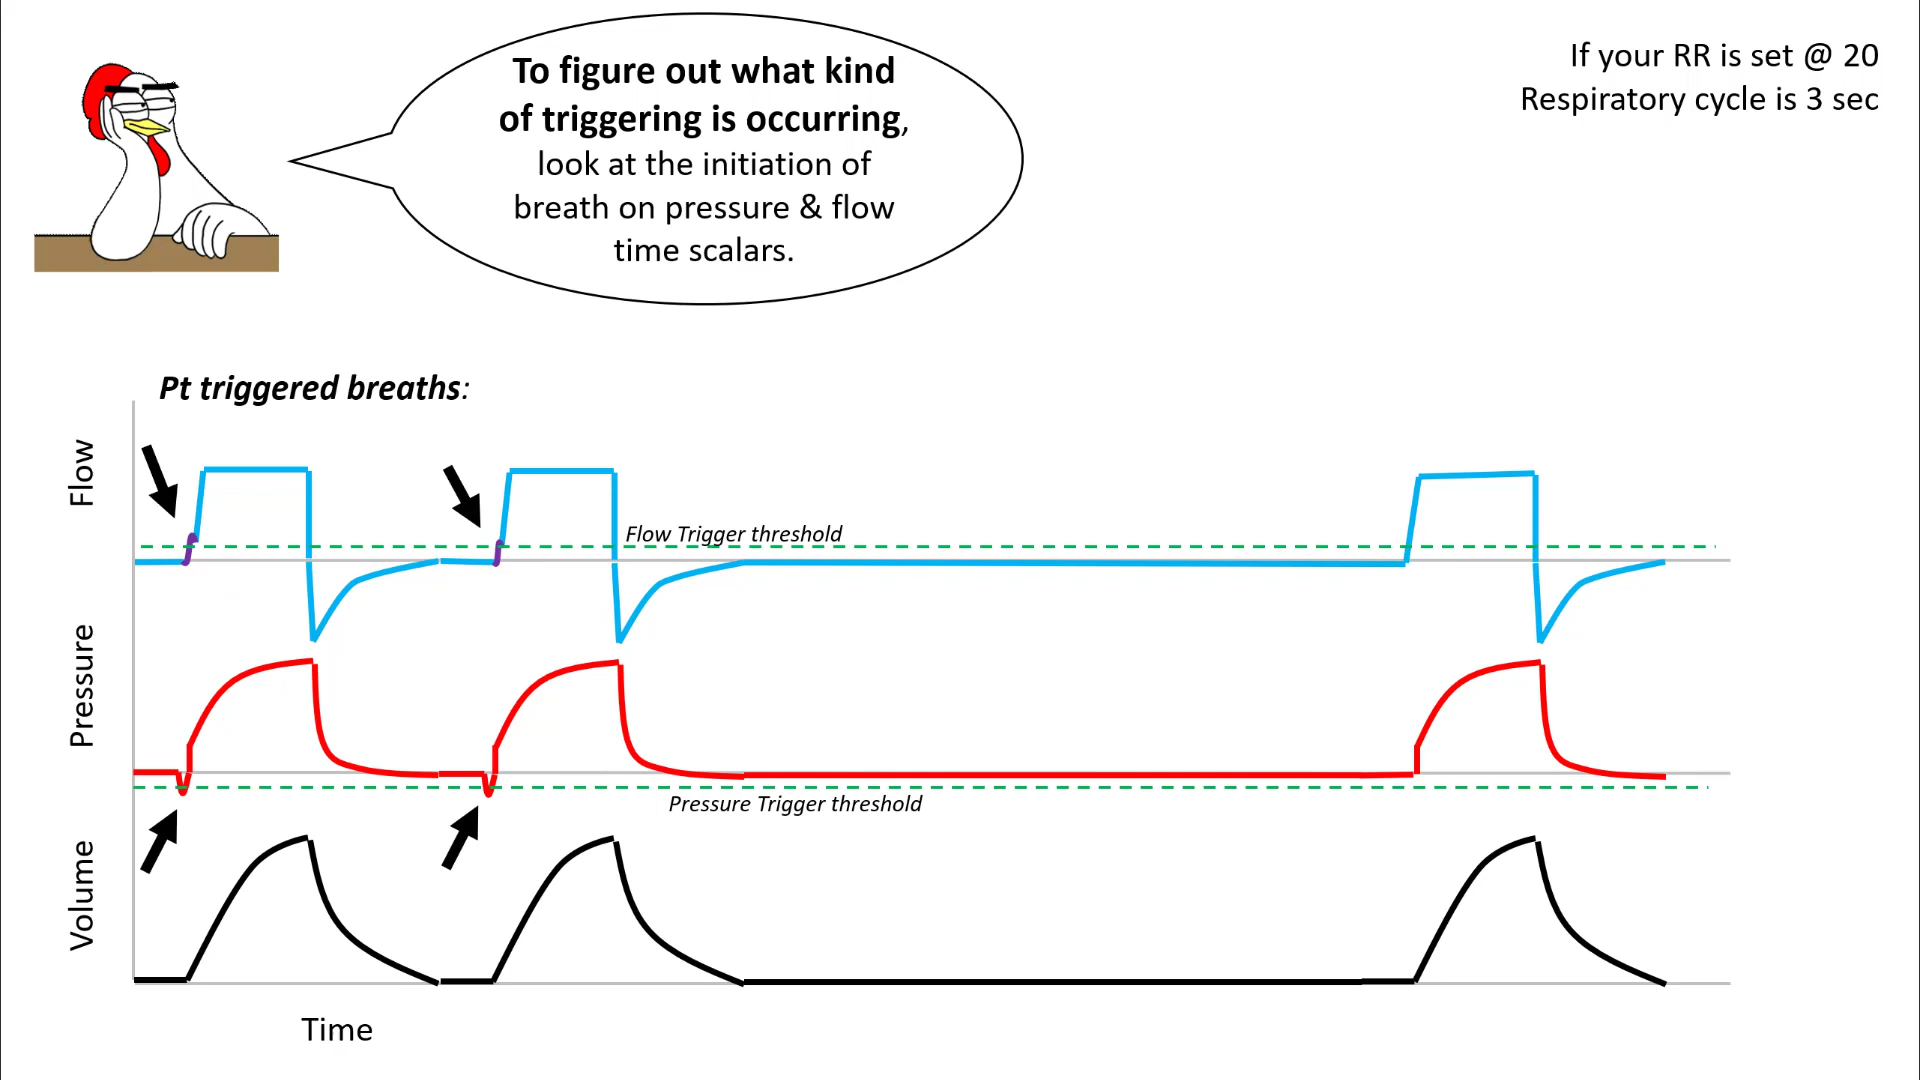 To figure out what kind
of triggering is occurring,
look at the initiation of
breath on pressure & flow
time scalars.
If your RR is set @ 20
Respiratory cycle is 3 sec
Pt triggered breaths:
Flow
Flow Trigger threshold
Pressure
Pressure Trigger threshold
Volume
Time